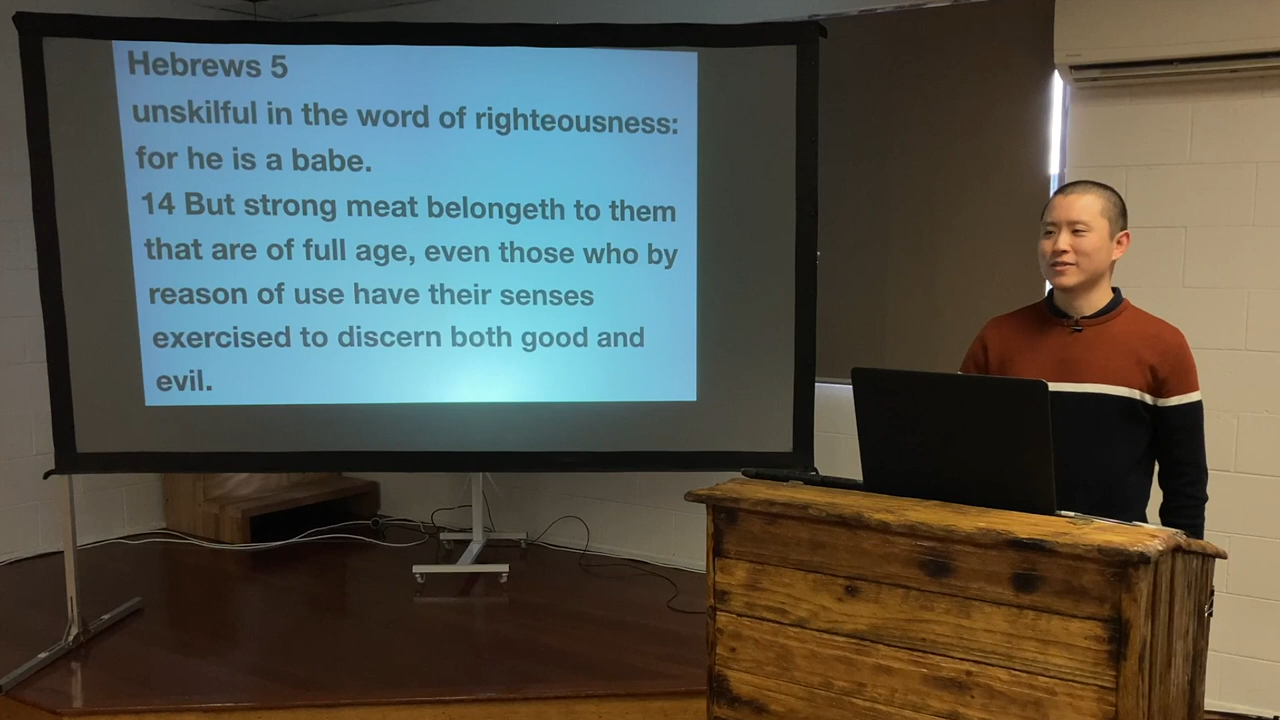 Hebrews 5
unskilful in the word of righteousness:
for he is a babe.
14 But strong meat belongeth to them
that are of full age, even those who by
reason of use have their senses
exercised to discern both good and
evil.